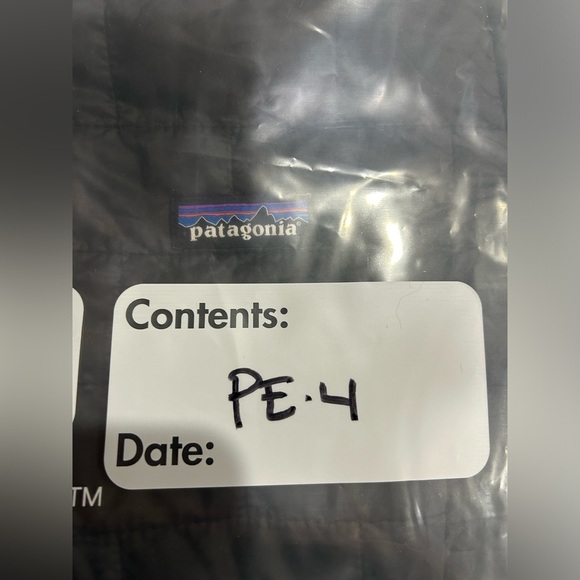 patagonia®
Contents:
PE.4
Date:
TM